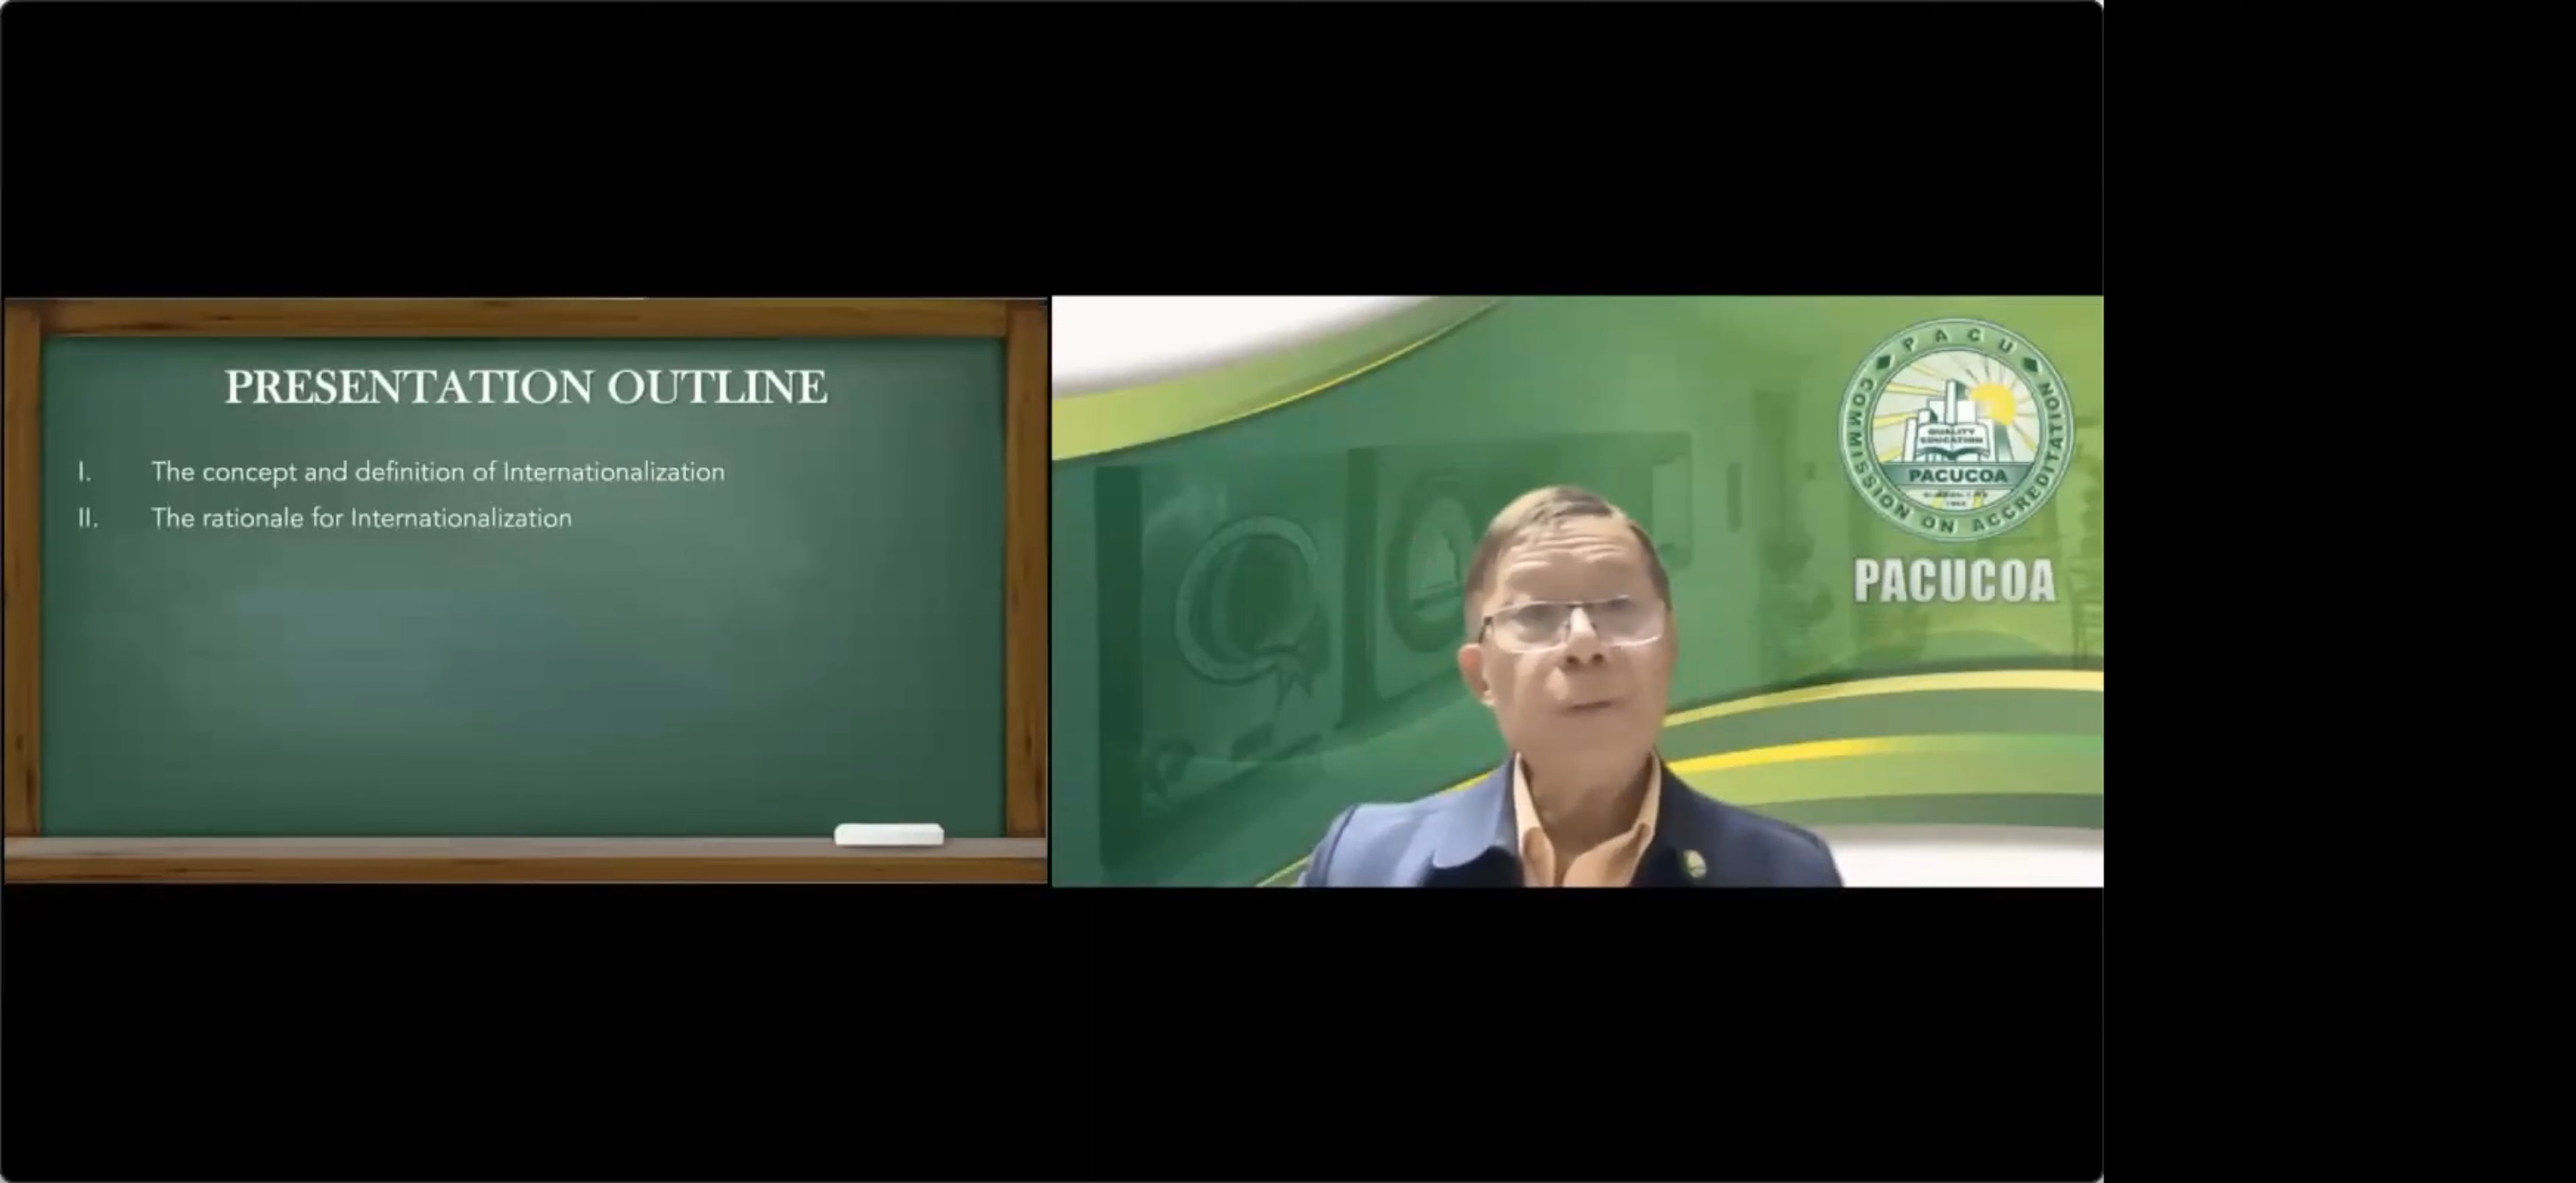 PRESENTATION OUTLINE
I. The concept and definition of Internationalization
II. The rationale for Internationalization
PACU
COMMISSION ON ACCREDITATION
QUALITY
EDUCATION
PACUCOA
PACUCOA